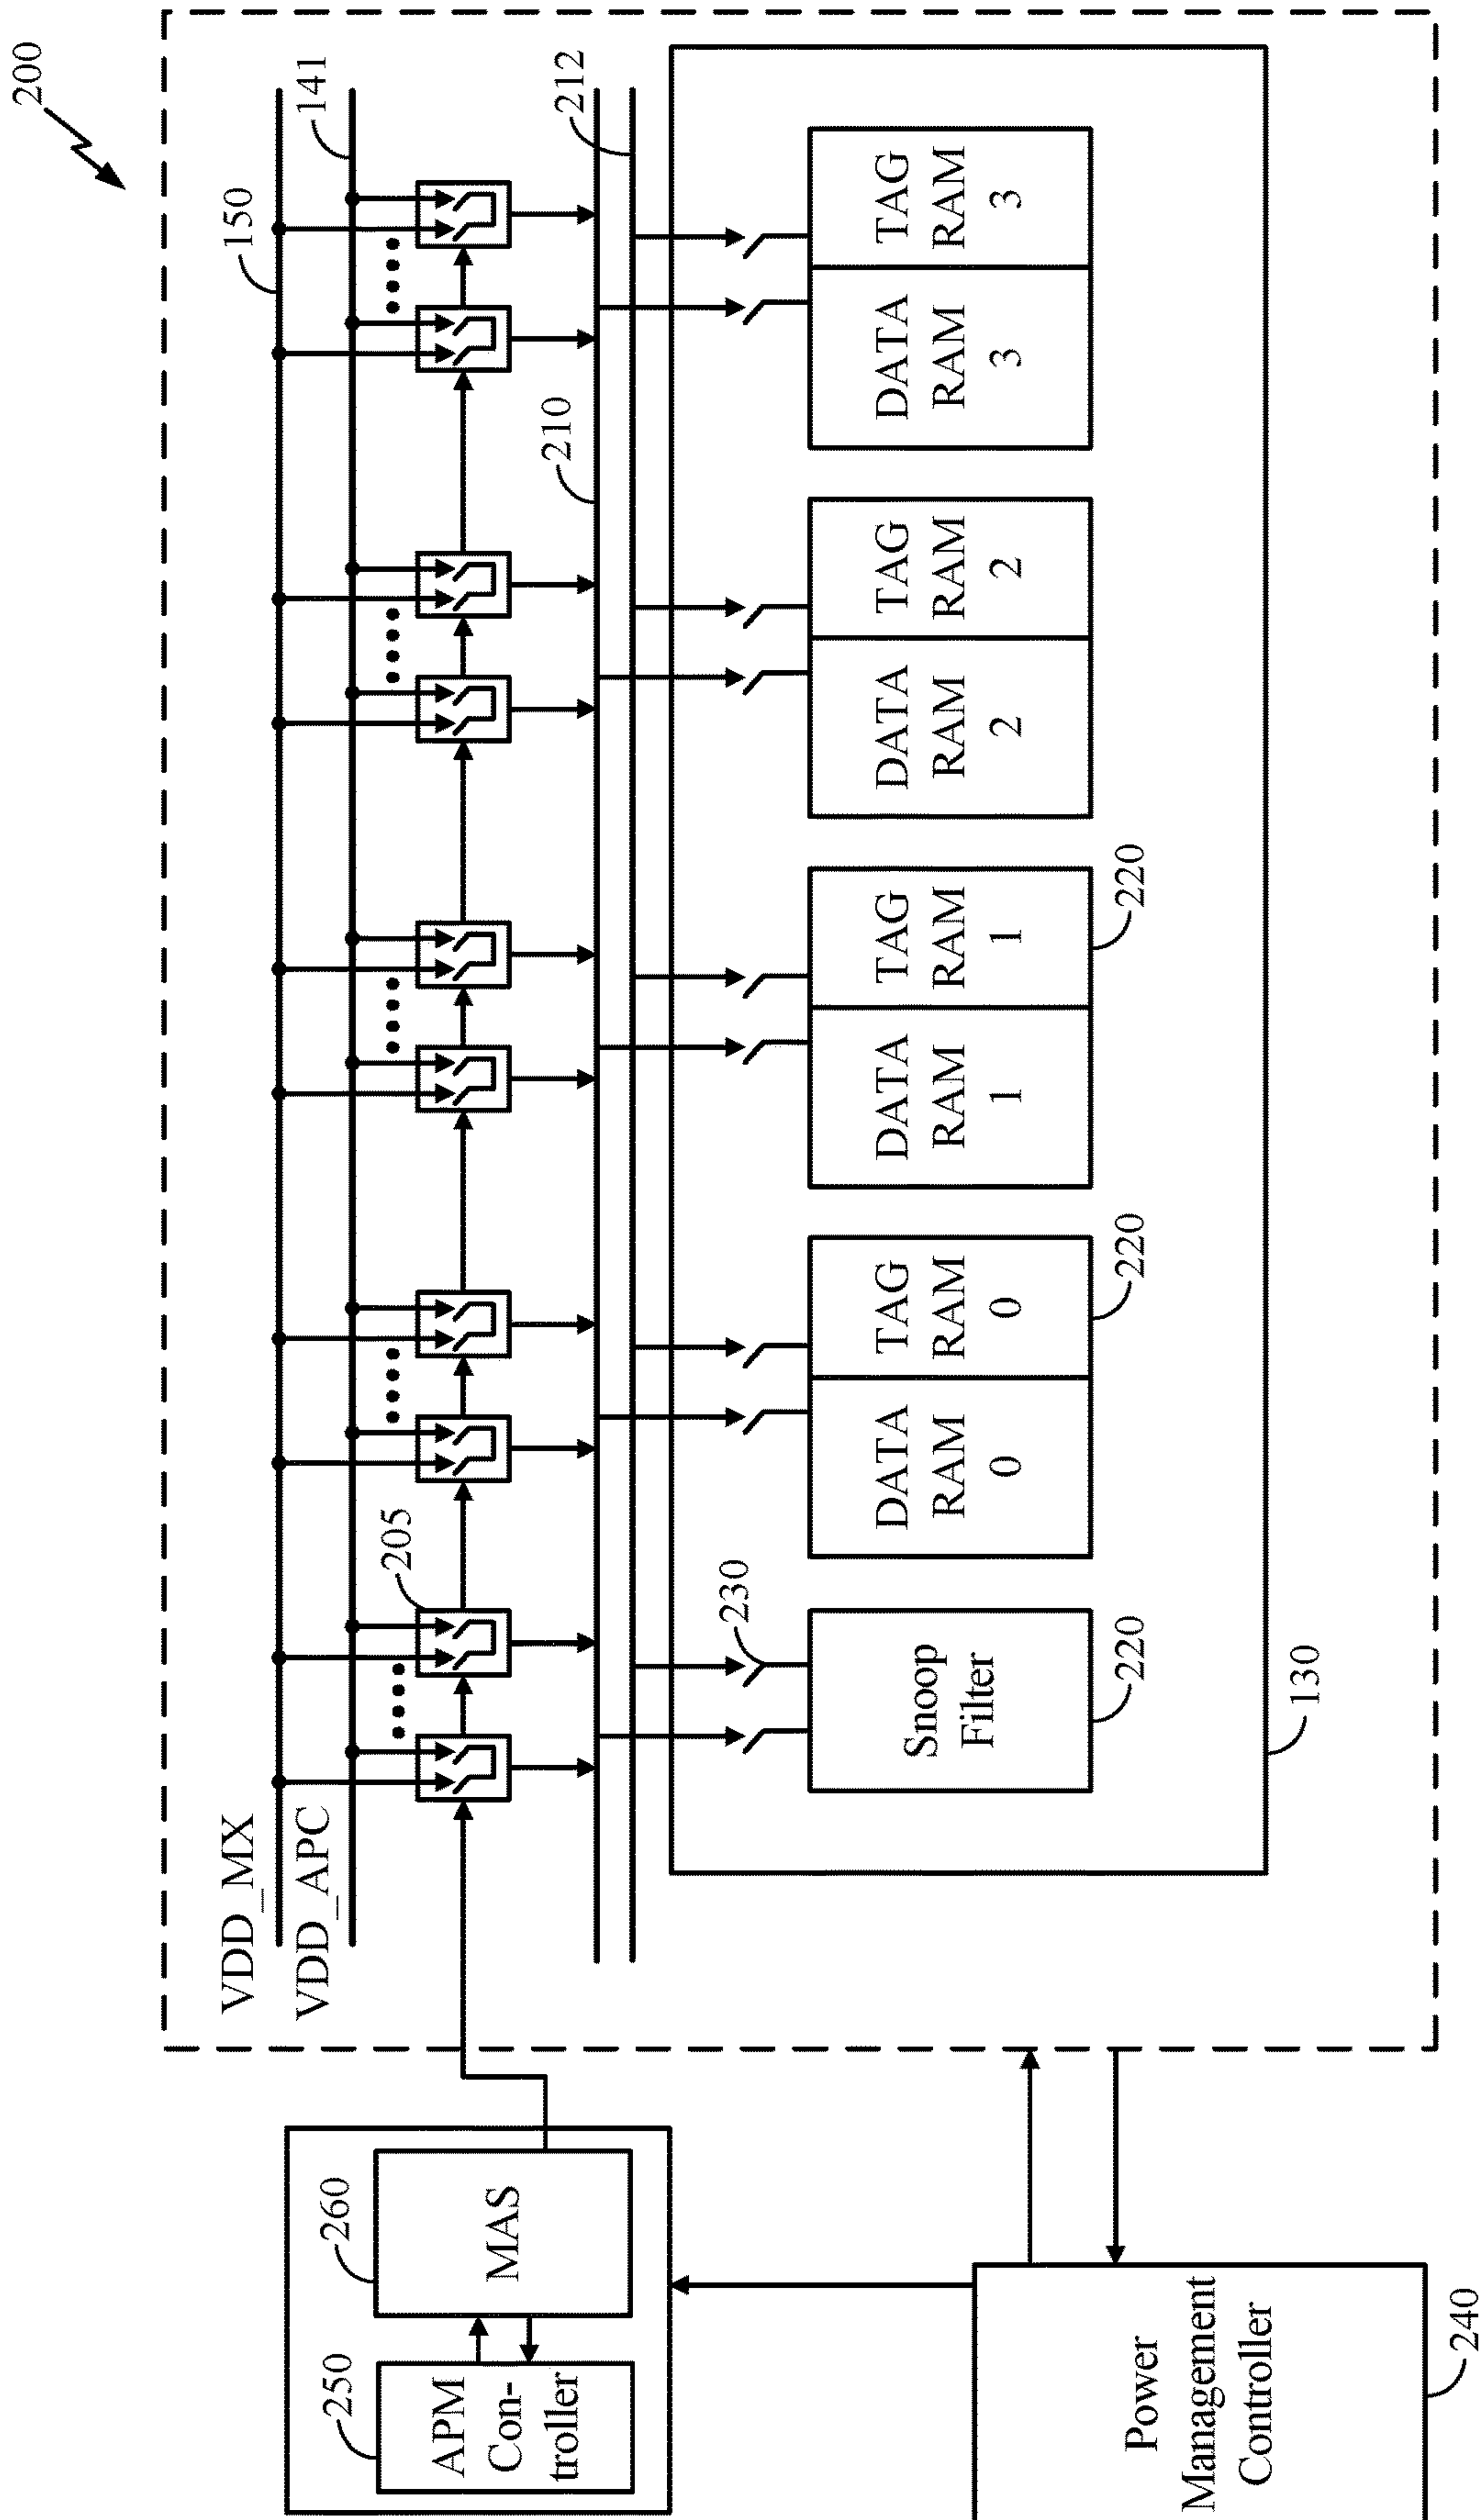 200
VDD_MX
150
VDD_APC
141
205
210
212
250
APM
Con-
troller
260
MAS
230
Snoop
Filter
220
DATA
RAM
0
TAG
RAM
0
220
DATA
RAM
1
TAG
RAM
1
220
DATA
RAM
2
TAG
RAM
2
DATA
RAM
3
TAG
RAM
3
130
Power
Management
Controller
240